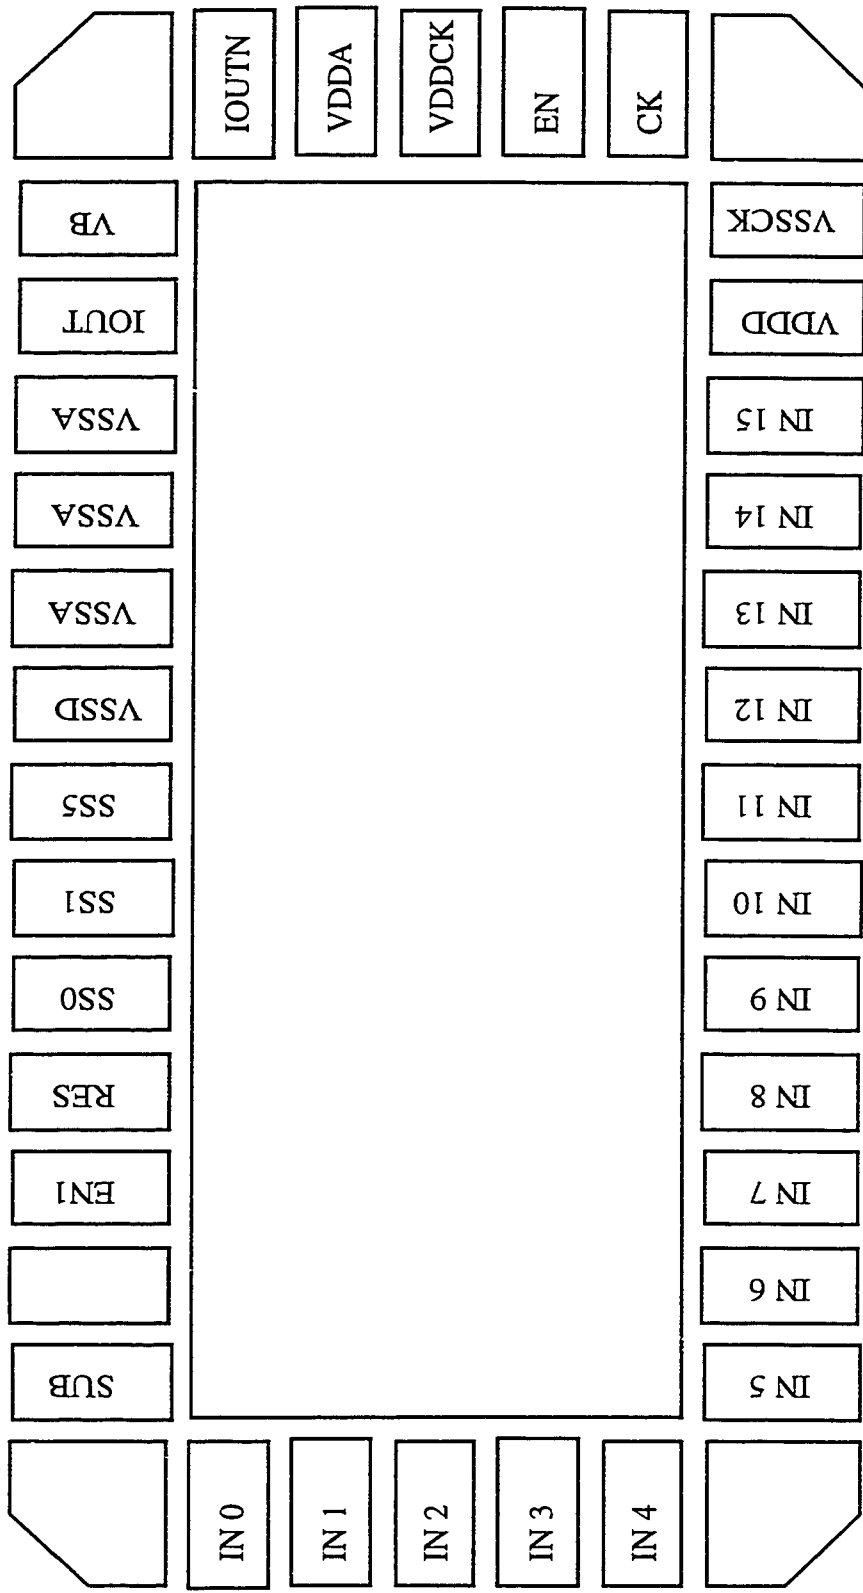 IOUTN
VDDA
VDDCK
EN
CK
VB
IOUT
VSSA
VSSA
VSSA
VSSD
SS5
SS1
SS0
RES
EN1
SUB
VSSCK
VDDD
IN 15
IN 14
IN 13
IN 12
IN 11
IN 10
IN 9
IN 8
IN 7
IN 6
IN 5
IN 0
IN 1
IN 2
IN 3
IN 4